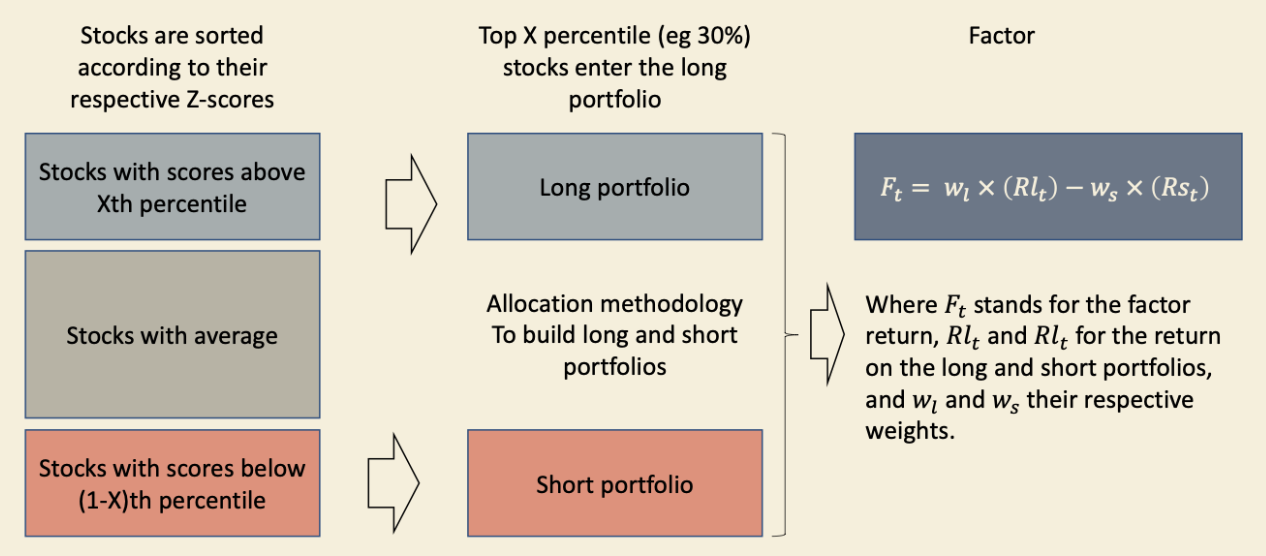 Stocks are sorted
according to their
respective Z-scores
Top X percentile (eg 30%)
stocks enter the long
portfolio
Factor
Stocks with scores above
Xth percentile
Long portfolio
F_t = w_l × (Rl_t) − w_s × (Rs_t)
Stocks with average
Allocation methodology
To build long and short
portfolios
Where F_t stands for the factor
return, Rl_t and Rl_t for the return
on the long and short portfolios,
and w_l and w_s their respective
weights.
Stocks with scores below
(1-X)th percentile
Short portfolio